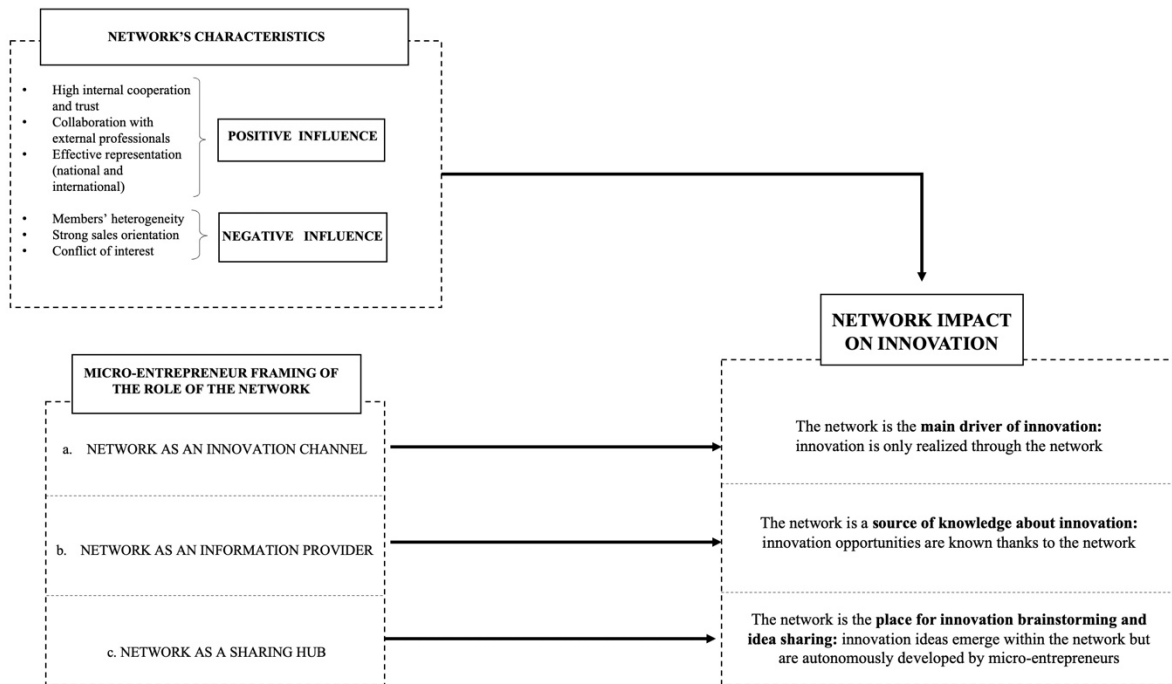 NETWORK’S CHARACTERISTICS
• High internal cooperation
and trust
• Collaboration with
external professionals
• Effective representation
(national and
international)
POSITIVE INFLUENCE
• Members’ heterogeneity
• Strong sales orientation
• Conflict of interest
NEGATIVE INFLUENCE
NETWORK IMPACT
ON INNOVATION
MICRO-ENTREPRENEUR FRAMING OF
THE ROLE OF THE NETWORK
a. NETWORK AS AN INNOVATION CHANNEL
The network is the main driver of innovation:
innovation is only realized through the network
b. NETWORK AS AN INFORMATION PROVIDER
The network is a source of knowledge about innovation:
innovation opportunities are known thanks to the network
c. NETWORK AS A SHARING HUB
The network is the place for innovation brainstorming and
idea sharing: innovation ideas emerge within the network but
are autonomously developed by micro-entrepreneurs